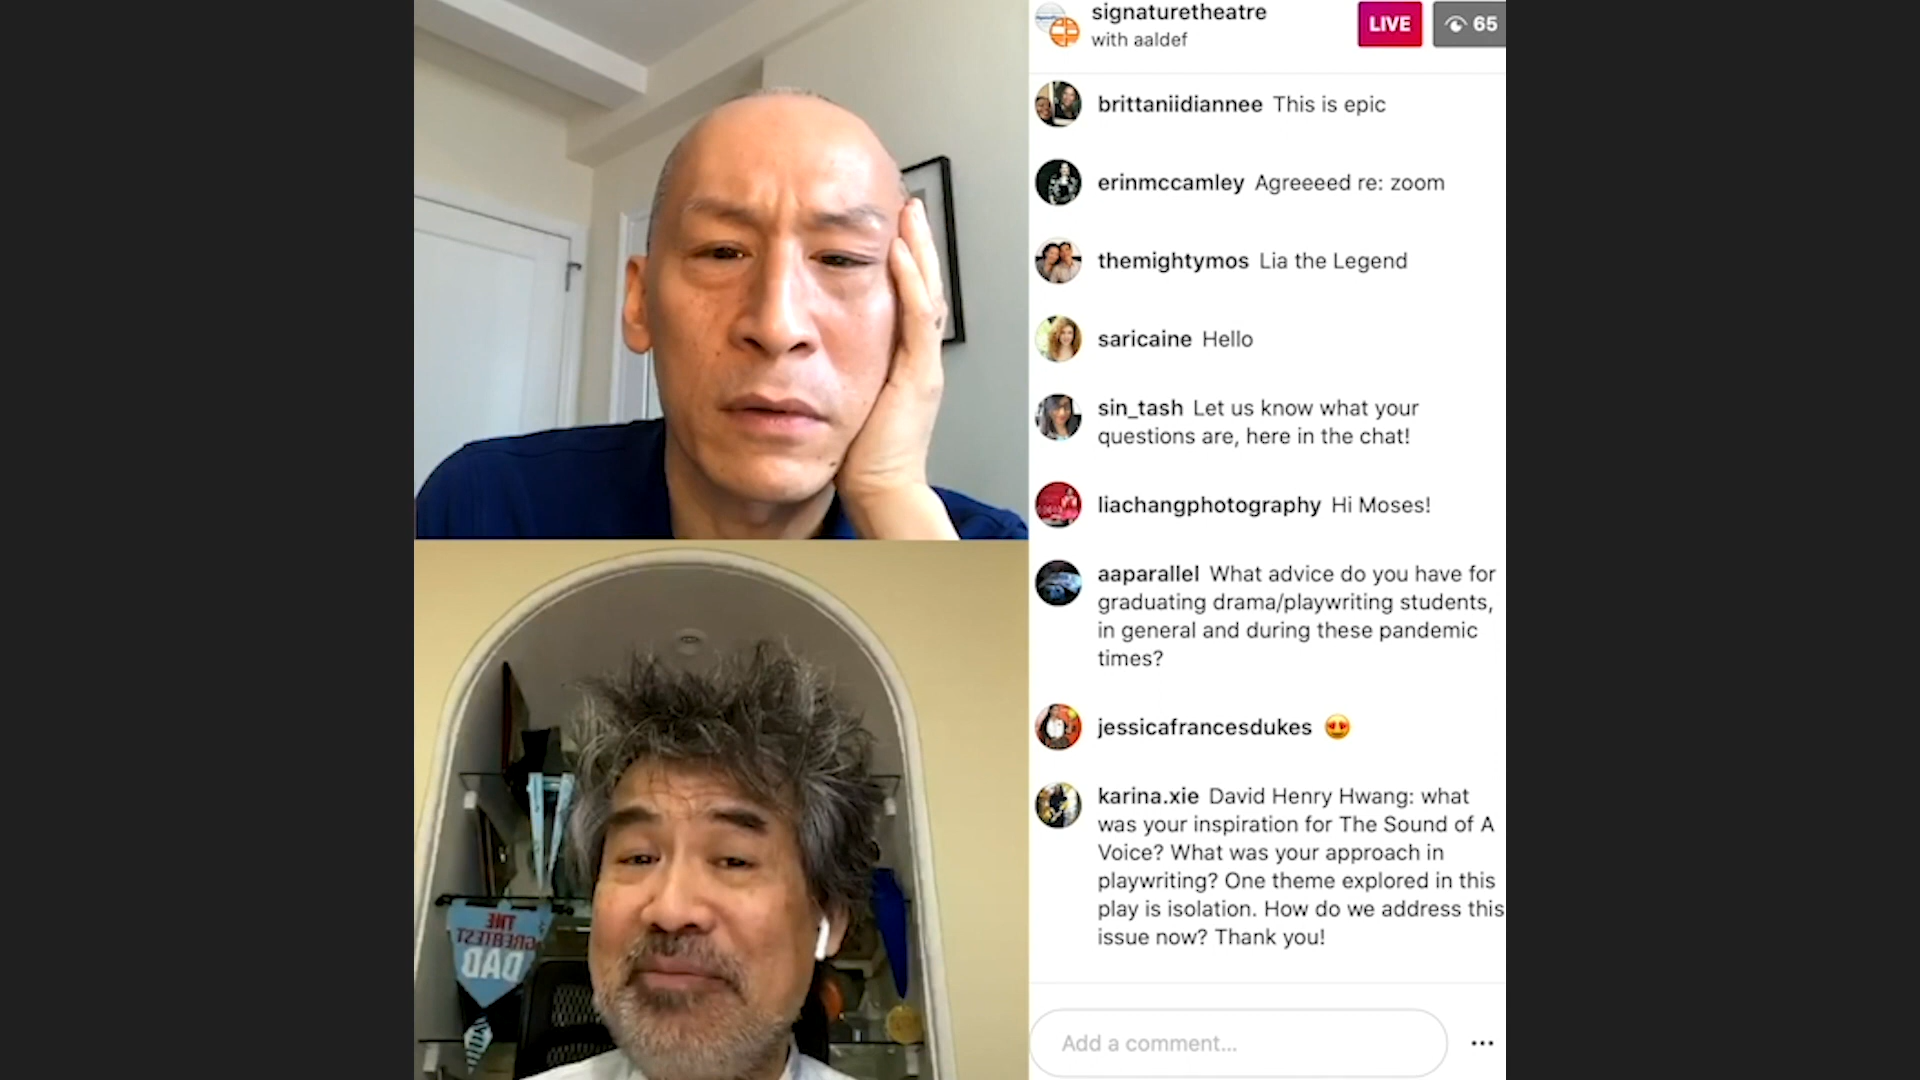 signaturetheatre
with aaldef
LIVE
65
brittaniidiannee This is epic
erinmccamley Agreeeed re: zoom
themightymos Lia the Legend
saricaine Hello
sin_tash Let us know what your
questions are, here in the chat!
liachangphotography Hi Moses!
aaparallel What advice do you have for
graduating drama/playwriting students,
in general and during these pandemic
times?
jessicafrancesdukes 😍
karina.xie David Henry Hwang: what
was your inspiration for The Sound of A
Voice? What was your approach in
playwriting? One theme explored in this
play is isolation. How do we address this
issue now? Thank you!
Add a comment...
THE
GREATEST
DAD